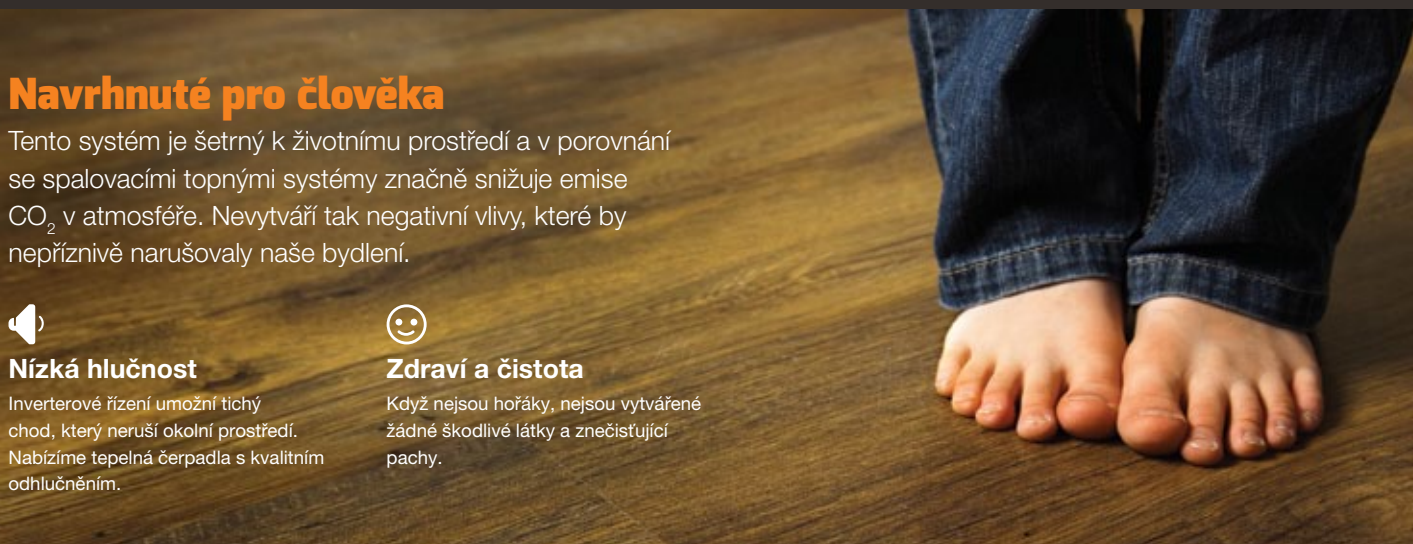 Navrhnuté pro člověka
Tento systém je šetrný k životnímu prostředí a v porovnání
se spalovacími topnými systémy značně snižuje emise
CO₂ v atmosféře. Nevytváří tak negativní vlivy, které by
nepříznivě narušovaly naše bydlení.
Nízká hlučnost
Inverterové řízení umožní tichý
chod, který neruší okolní prostředí.
Nabízíme tepelná čerpadla s kvalitním
odhlučněním.
Zdraví a čistota
Když nejsou hořáky, nejsou vytvářené
žádné škodlivé látky a znečisťující
pachy.